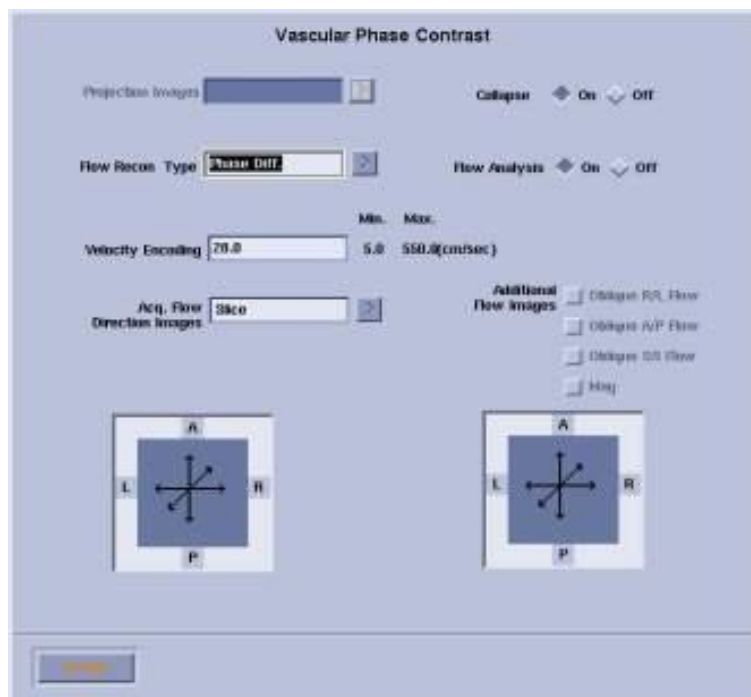 Vascular Phase Contrast
Projection Images
Collapse On Off
Flow Recon Type Phase Diff.
Flow Analysis On Off
Min. Max.
Velocity Encoding 20.0 5.0 550.0(cm/sec)
Acq. Flow
Direction Images Slice
Additional
Flow Images
Oblique R/L Flow
Oblique A/P Flow
Oblique S/I Flow
Mag
A
L R
P
A
L R
P